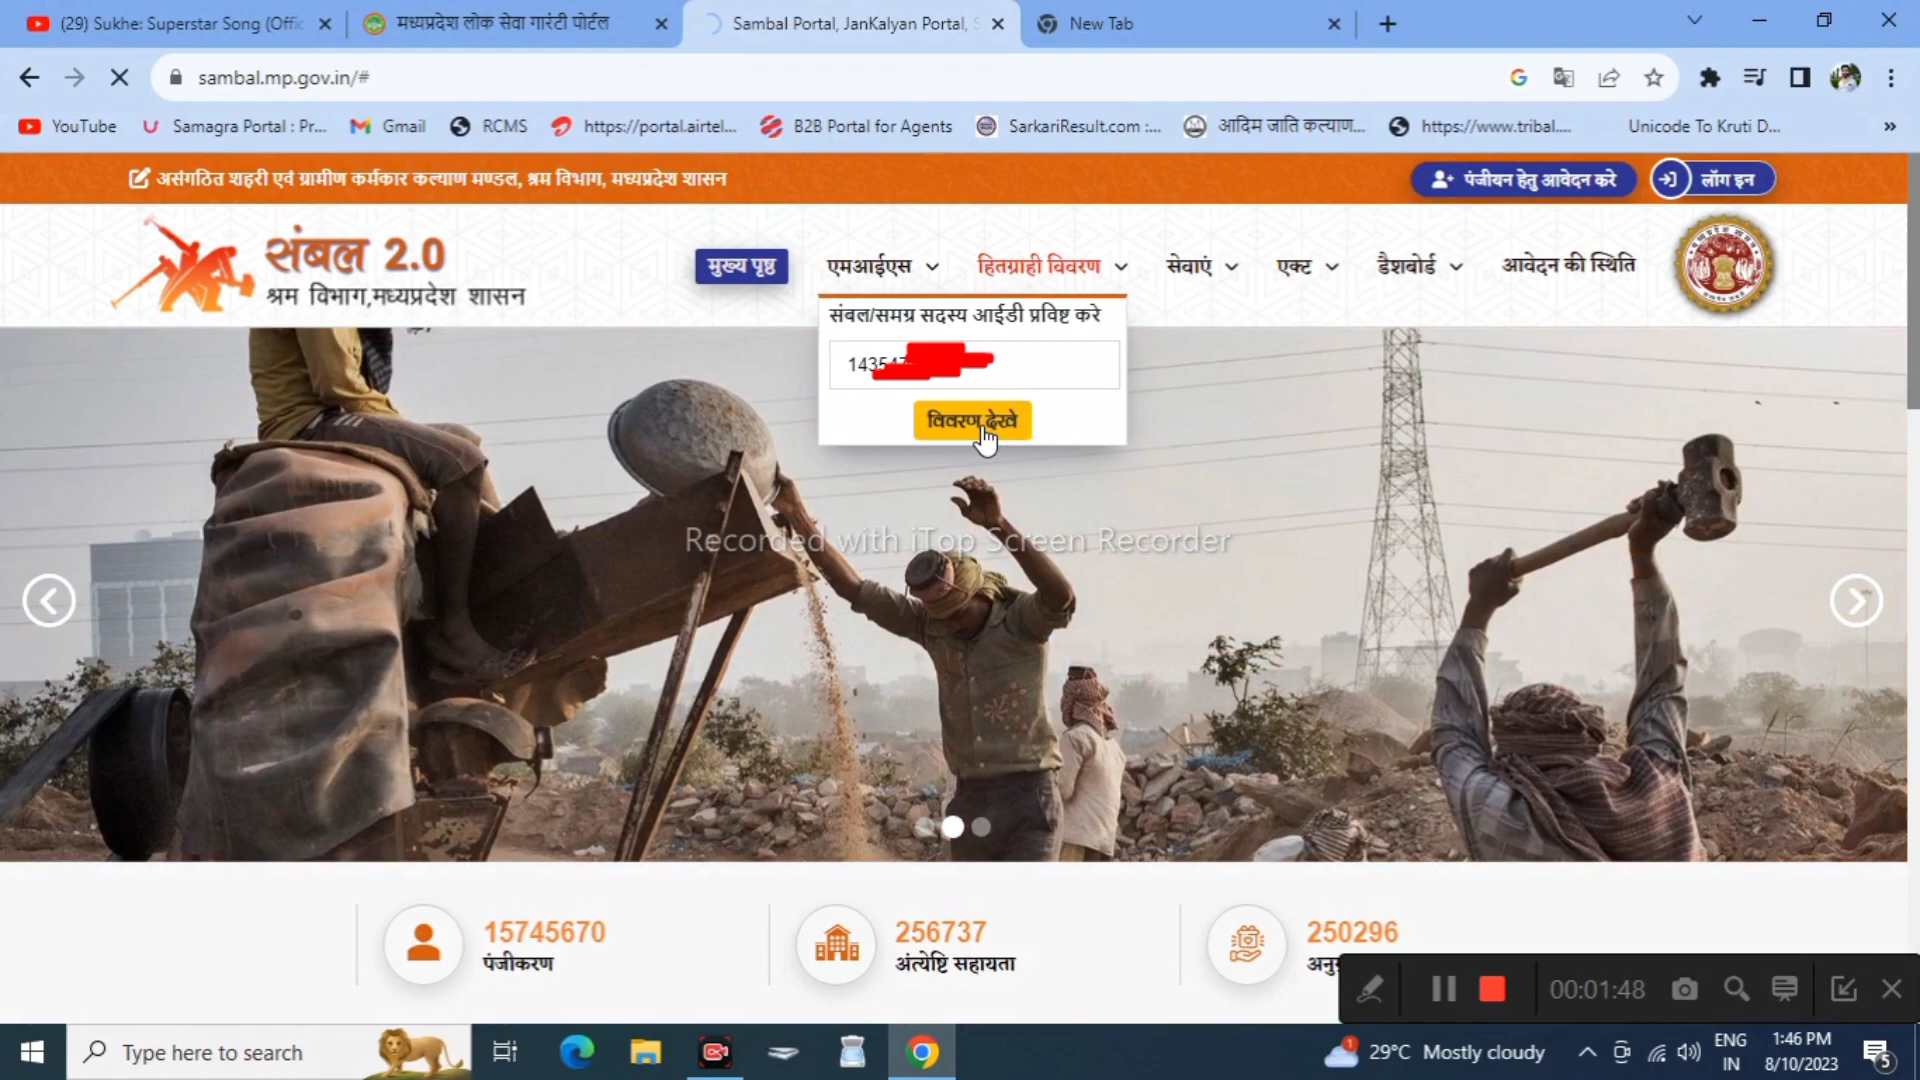 (29) Sukhe: Superstar Song (Offic
मध्यप्रदेश लोक सेवा गारंटी पोर्टल
Sambal Portal, JanKalyan Portal, S
New Tab
sambal.mp.gov.in/#
YouTube
Samagra Portal : Pr...
Gmail
RCMS
https://portal.airtel...
B2B Portal for Agents
SarkariResult.com :...
आदिम जाति कल्याण...
https://www.tribal....
Unicode To Kruti D...
असंगठित शहरी एवं ग्रामीण कर्मकार कल्याण मण्डल, श्रम विभाग, मध्यप्रदेश शासन
पंजीयन हेतु आवेदन करे
लॉग इन
संबल 2.0
श्रम विभाग,मध्यप्रदेश शासन
मुख्य पृष्ठ
एमआईएस
हितग्राही विवरण
सेवाएं
एक्ट
डैशबोर्ड
आवेदन की स्थिति
संबल/समग्र सदस्य आईडी प्रविष्ट करे
विवरण देखे
Recorded with iTop Screen Recorder
15745670
पंजीकरण
256737
अंत्येष्टि सहायता
250296
अनु
00:01:48
Type here to search
1
29°C Mostly cloudy
ENG
IN
1:46 PM
8/10/2023
5